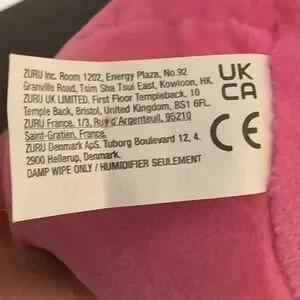 ZURU Inc. Room 1202, Energy Plaza, No.92
Granville Road, Tsim Sha Tsui East, Kowloon, HK.
ZURU UK LIMITED. First Floor Templeback, 10
Temple Back, Bristol, United Kingdom, BS1 6FL.
ZURU France. 1/3, Rue d'Argenteuil, 95210
Saint-Gratien, France.
ZURU Denmark ApS. Tuborg Boulevard 12, 4.
2900 Hellerup, Denmark.
DAMP WIPE ONLY / HUMIDIFIER SEULEMENT
UK
CA
CE